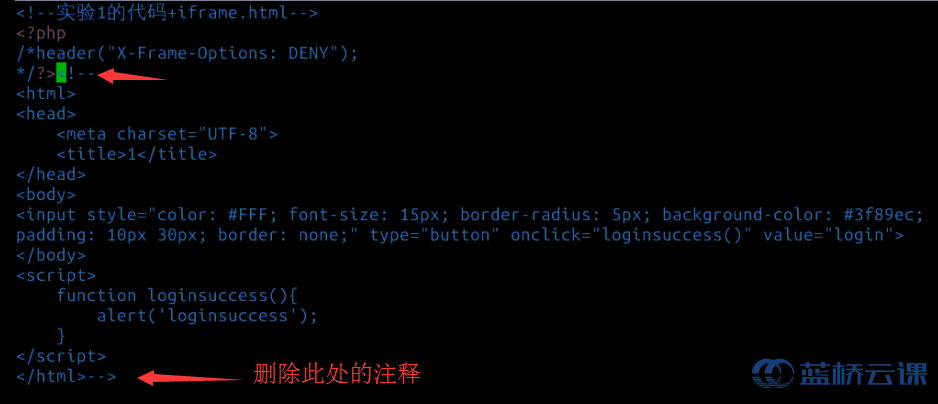 <!--实验1的代码+iframe.html-->
<?php
/*header("X-Frame-Options: DENY");
*/?><!--
<html>
<head>
    <meta charset="UTF-8">
    <title>1</title>
</head>
<body>
<input style="color: #FFF; font-size: 15px; border-radius: 5px; background-color: #3f89ec;
padding: 10px 30px; border: none;" type="button" onclick="loginsuccess()" value="login">
</body>
<script>
    function loginsuccess(){
        alert('loginsuccess');
    }
</script>
</html>-->
删除此处的注释
蓝桥云课